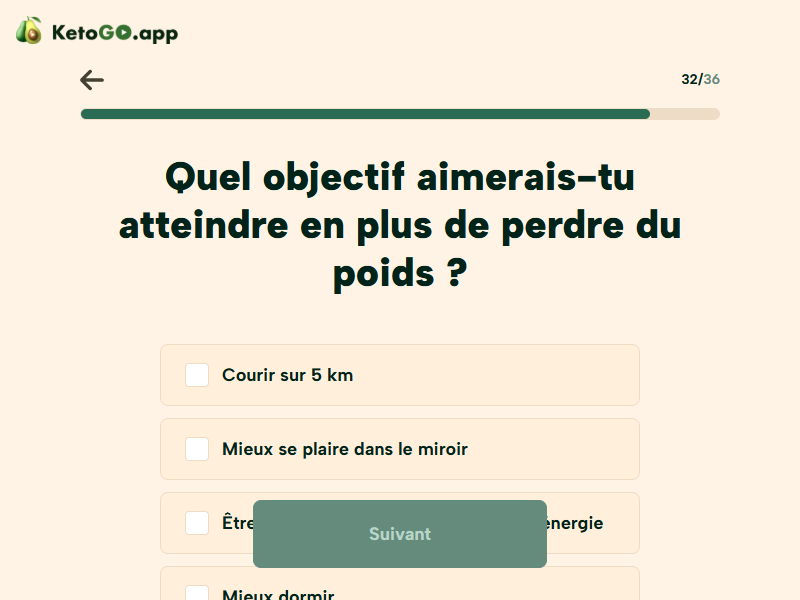 KetoGO.app
32/36
Quel objectif aimerais-tu
atteindre en plus de perdre du
poids ?
Courir sur 5 km
Mieux se plaire dans le miroir
Être
énergie
Suivant
Mieux dormir